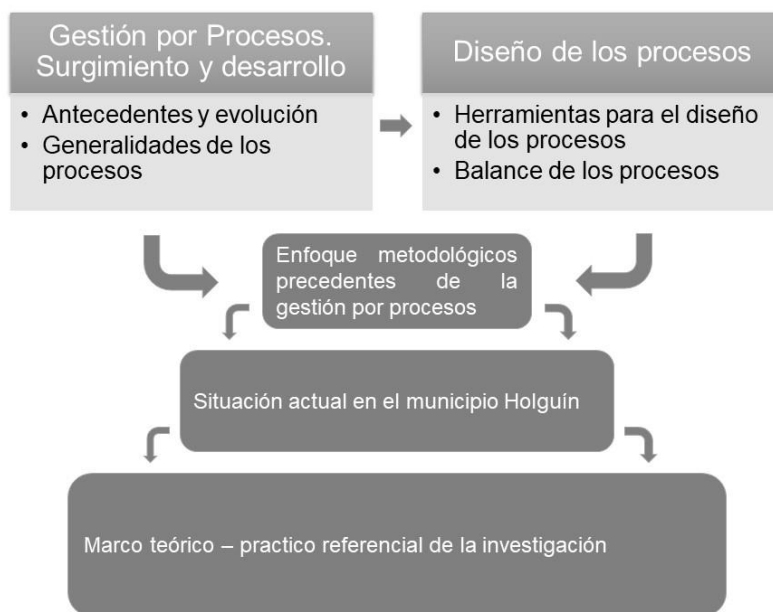 Gestión por Procesos.
Surgimiento y desarrollo
• Antecedentes y evolución
• Generalidades de los
procesos
Diseño de los procesos
• Herramientas para el diseño
de los procesos
• Balance de los procesos
Enfoque metodológicos
precedentes de la
gestión por procesos
Situación actual en el municipio Holguín
Marco teórico – practico referencial de la investigación